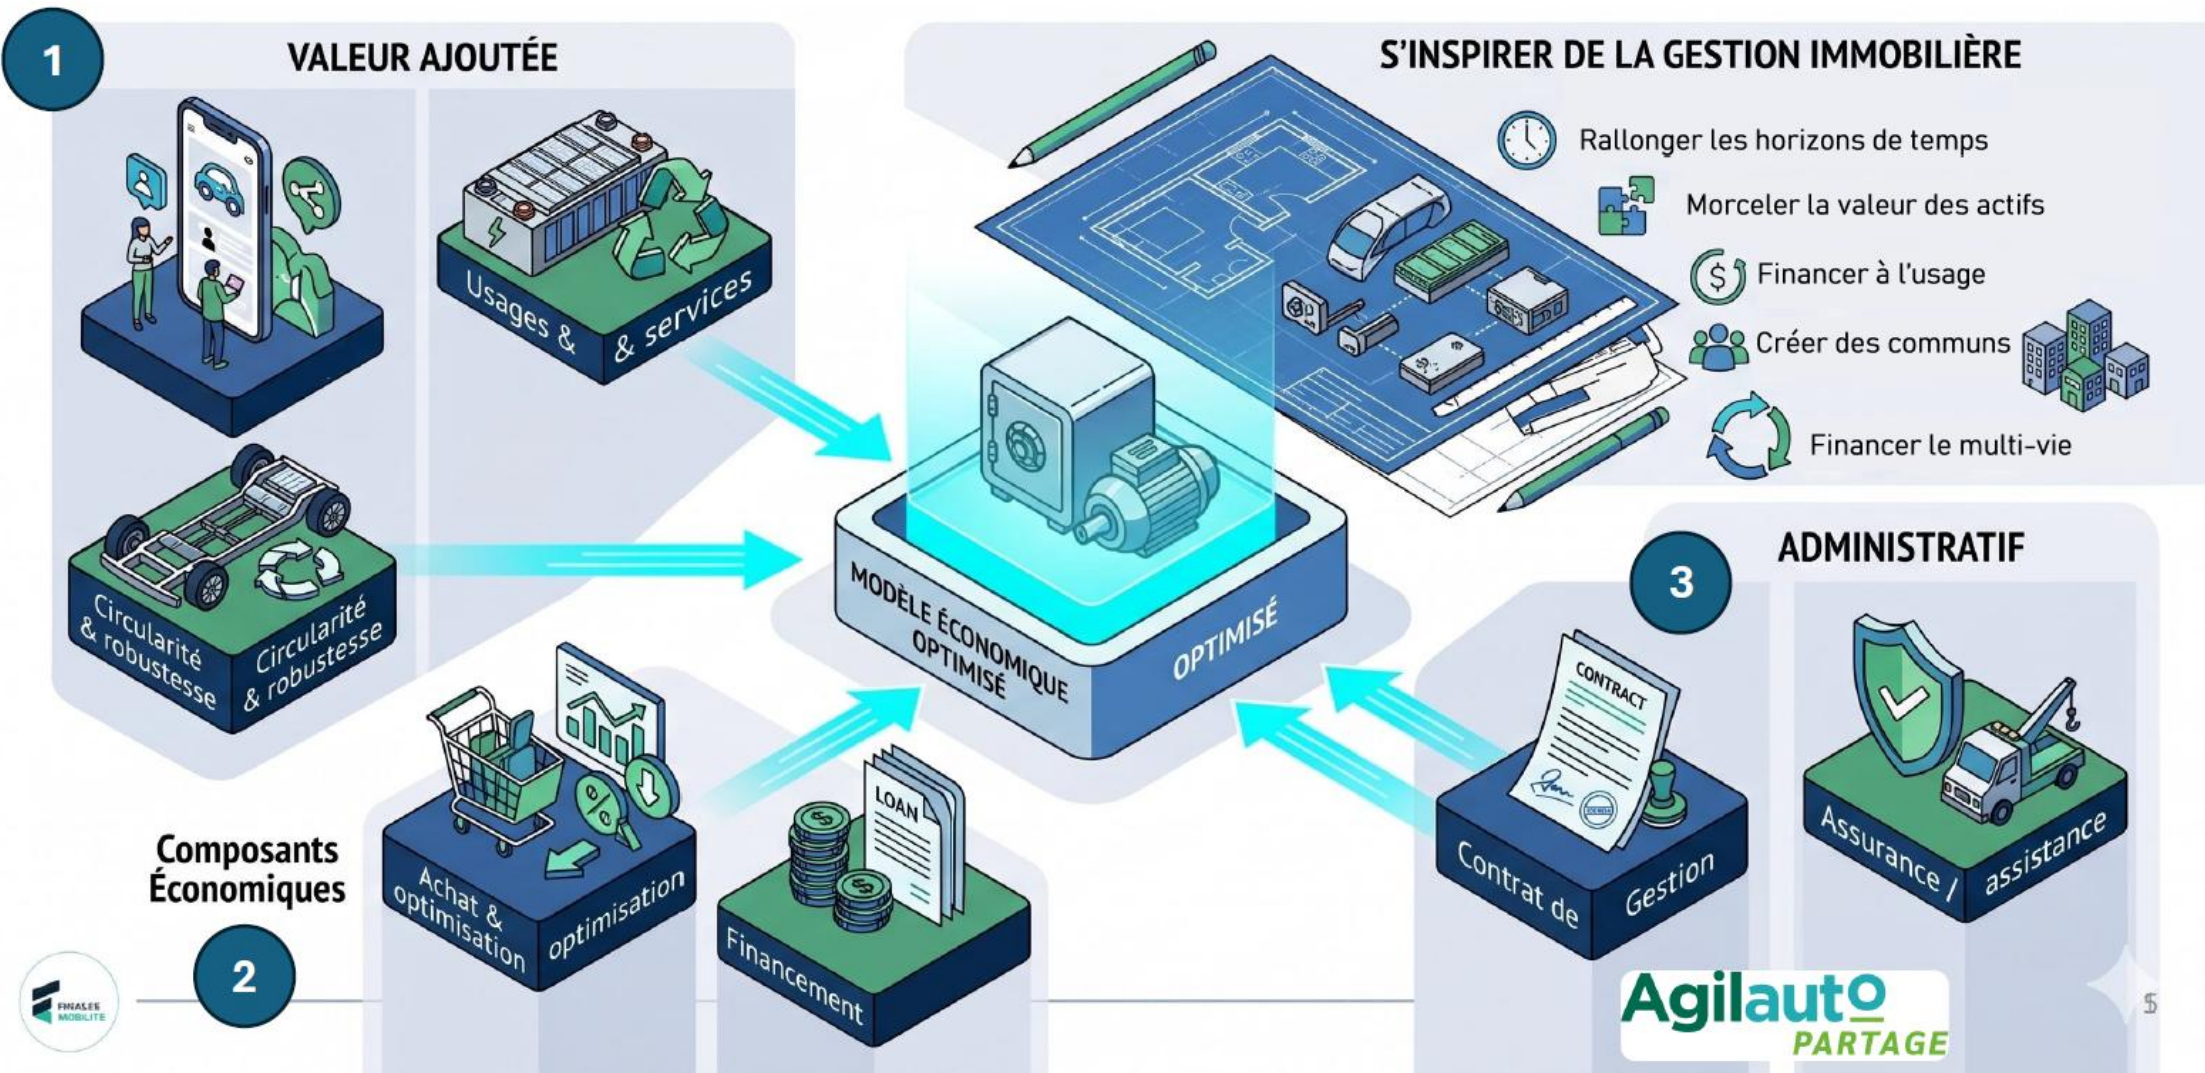 1
VALEUR AJOUTÉE
Usages &
& services
Circularité
& robustesse
Circularité
& robustesse
S'INSPIRER DE LA GESTION IMMOBILIÈRE
Rallonger les horizons de temps
Morceler la valeur des actifs
$
Financer à l'usage
Créer des communs
Financer le multi-vie
MODÈLE ÉCONOMIQUE
OPTIMISÉ
OPTIMISÉ
Composants
Économiques
2
%
Achat &
optimisation
optimisation
$
$
LOAN
Financement
3
ADMINISTRATIF
CONTRACT
Contrat de
Gestion
Assurance /
assistance
FINALEE
MOBILITE
Agilauto
PARTAGE